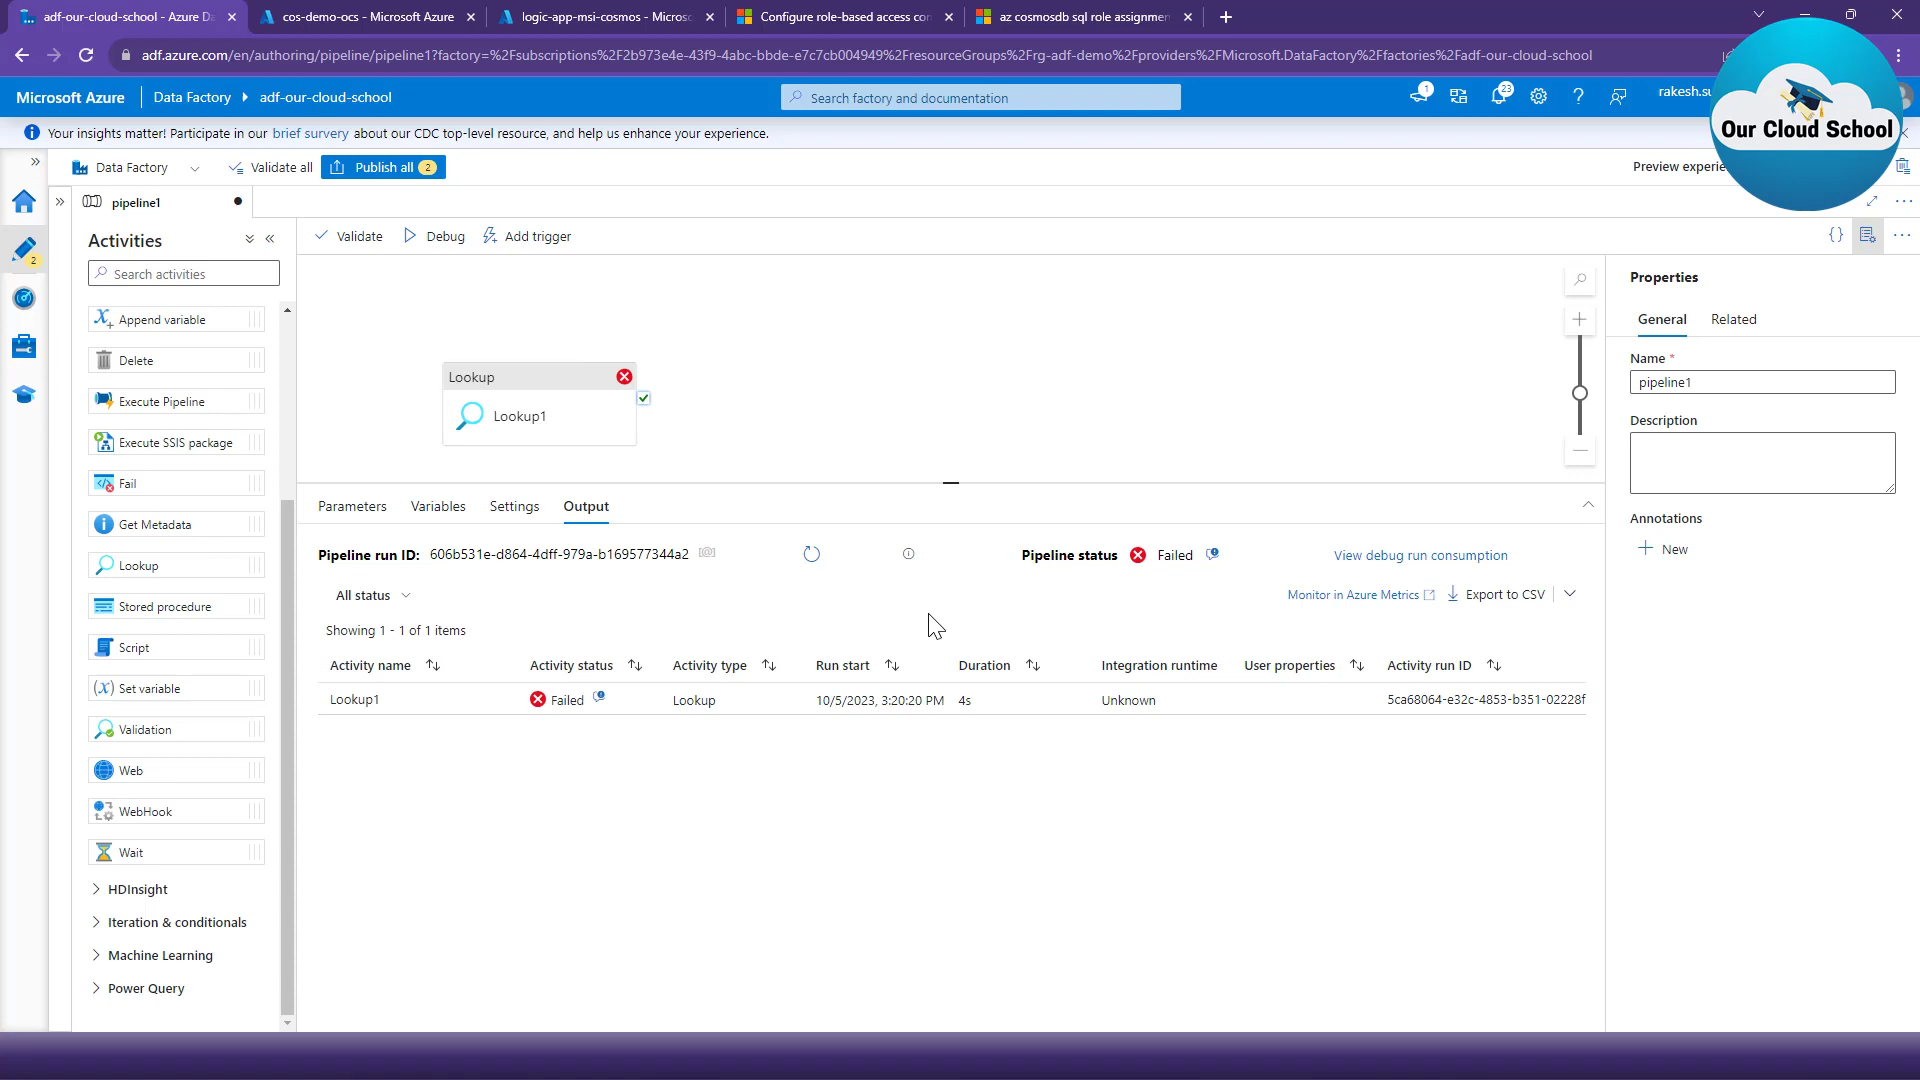 adf-our-cloud-school - Azure Da
cos-demo-ocs - Microsoft Azure
logic-app-msi-cosmos - Micros
Configure role-based access con
az cosmosdb sql role assignmen
adf.azure.com/en/authoring/pipeline/pipeline1?factory=%2Fsubscriptions%2F2b973e4e-43f9-4abc-bbde-e7c7cb004949%2FresourceGroups%2Frg-adf-demo%2Fproviders%2FMicrosoft.DataFactory%2Ffactories%2Fadf-our-cloud-school
Microsoft Azure
Data Factory
adf-our-cloud-school
Search factory and documentation
1
23
rakesh.su
Our Cloud School
Your insights matter! Participate in our brief survey about our CDC top-level resource, and help us enhance your experience.
Data Factory
Validate all
Publish all 2
Preview experie
pipeline1
2
Activities
Search activities
Append variable
Delete
Execute Pipeline
Execute SSIS package
Fail
Get Metadata
Lookup
Stored procedure
Script
Set variable
Validation
Web
WebHook
Wait
HDInsight
Iteration & conditionals
Machine Learning
Power Query
Validate
Debug
Add trigger
Lookup
Lookup1
Parameters
Variables
Settings
Output
Pipeline run ID: 606b531e-d864-4dff-979a-b169577344a2
Pipeline status Failed
View debug run consumption
All status
Monitor in Azure Metrics
Export to CSV
Showing 1 - 1 of 1 items
Activity name Activity status Activity type Run start Duration Integration runtime User properties Activity run ID
Lookup1 Failed Lookup 10/5/2023, 3:20:20 PM 4s Unknown 5ca68064-e32c-4853-b351-02228f
Properties
General
Related
Name *
pipeline1
Description
Annotations
New